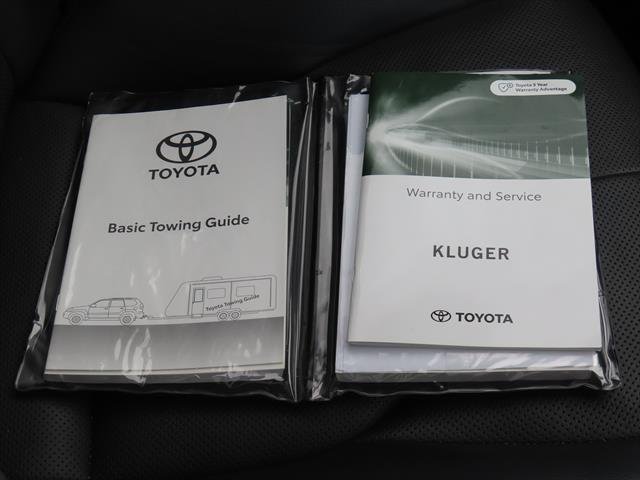 TOYOTA
Basic Towing Guide
Toyota Towing Guide
Toyota 5 Year
Warranty Advantage
Warranty and Service
KLUGER
TOYOTA